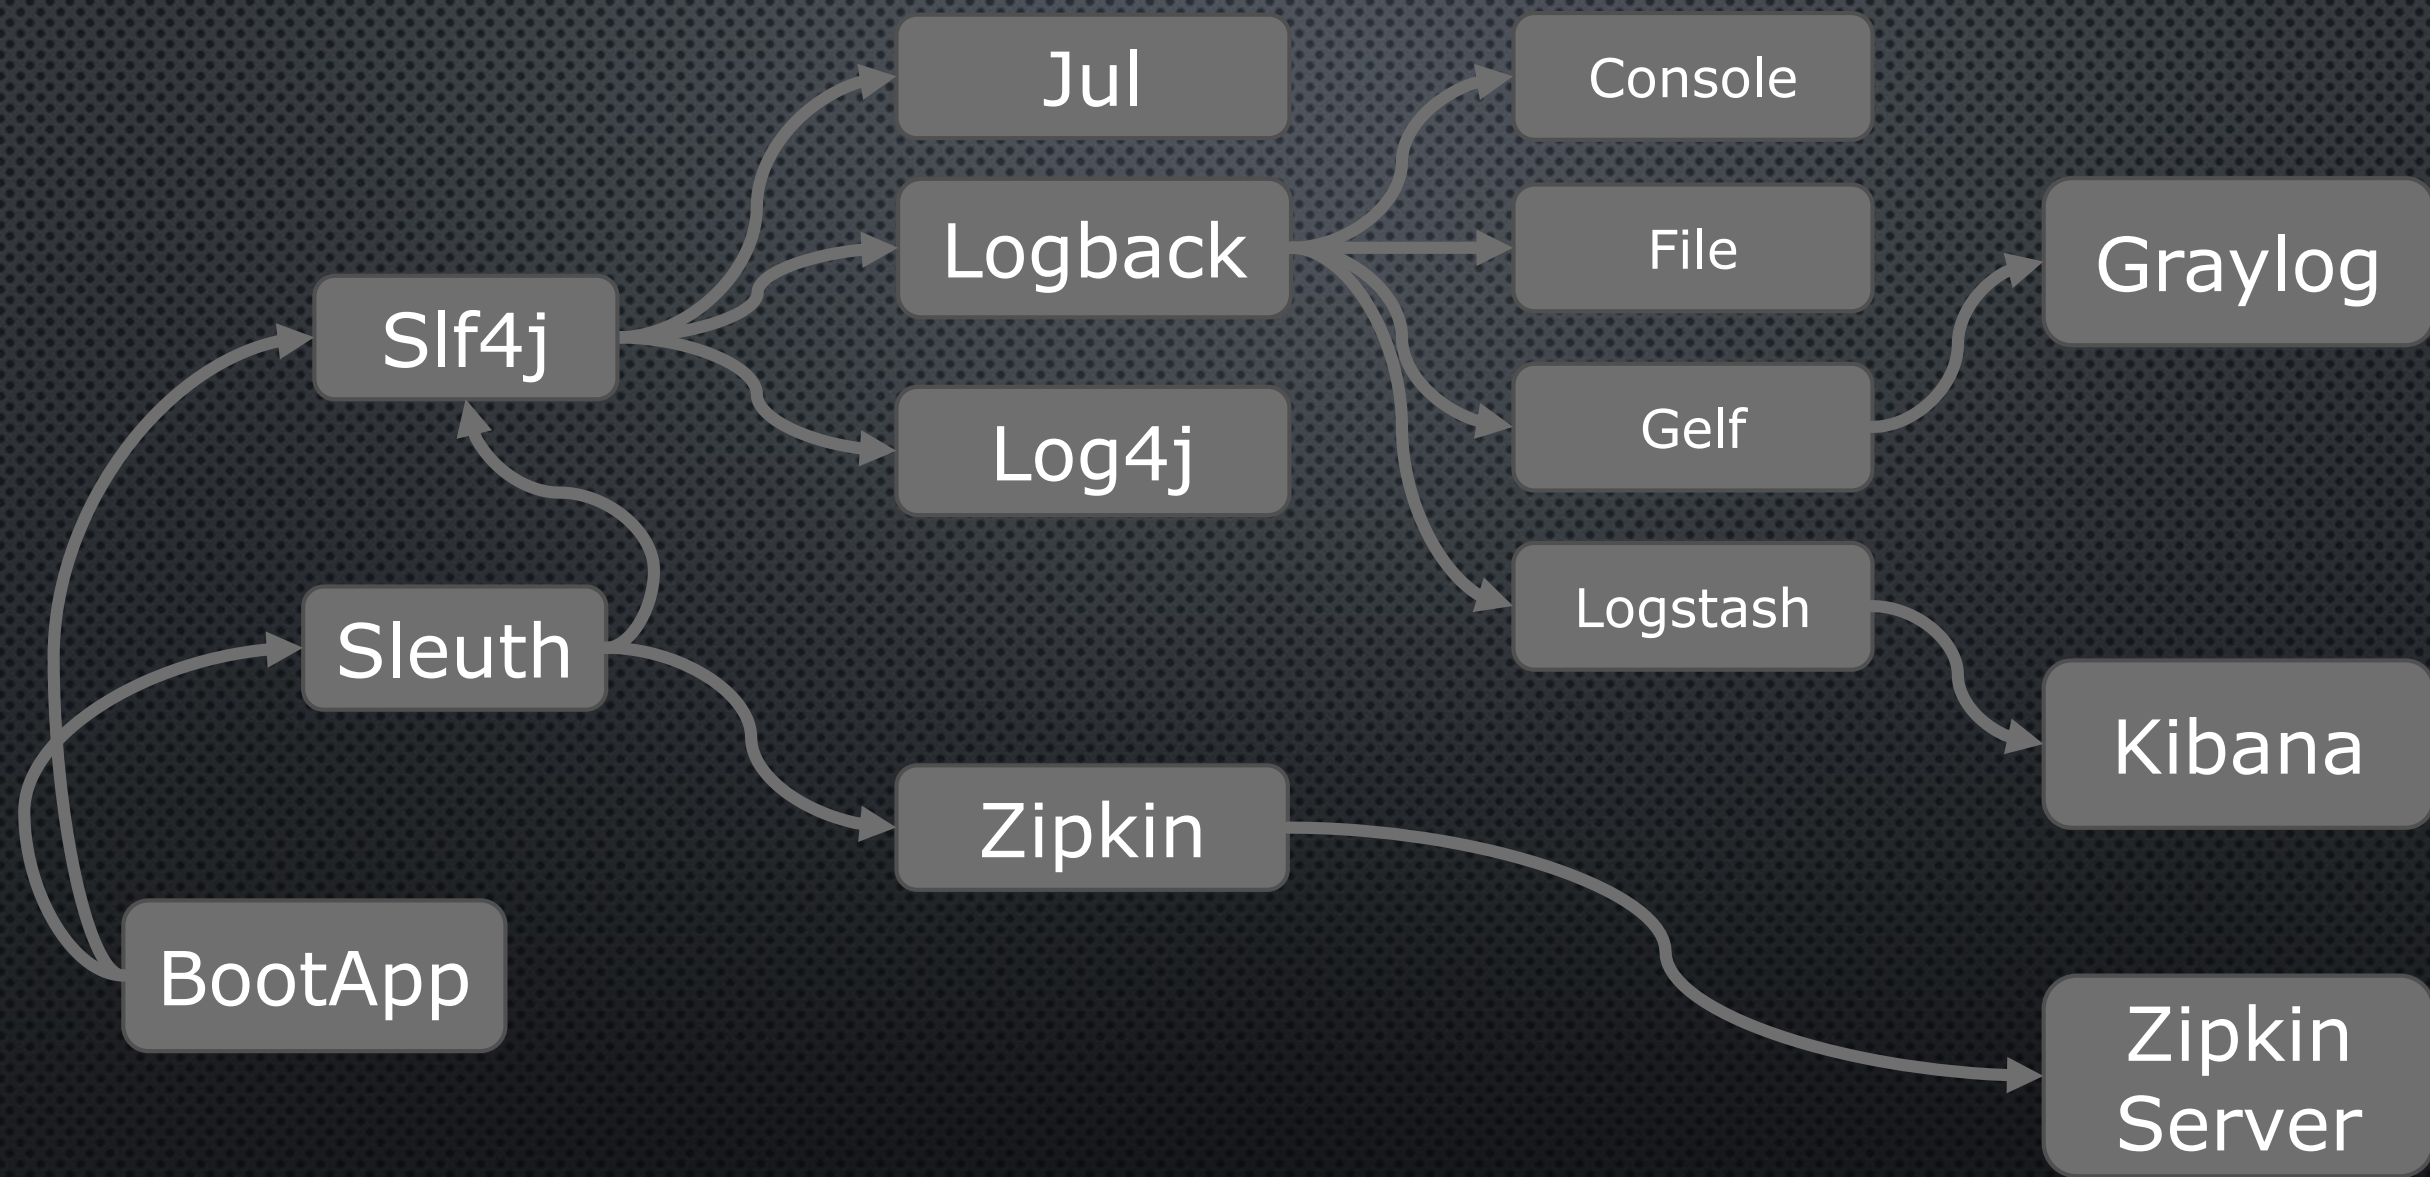 Jul
Console
Logback
File
Graylog
Slf4j
Log4j
Gelf
Sleuth
Logstash
Kibana
Zipkin
BootApp
Zipkin
Server